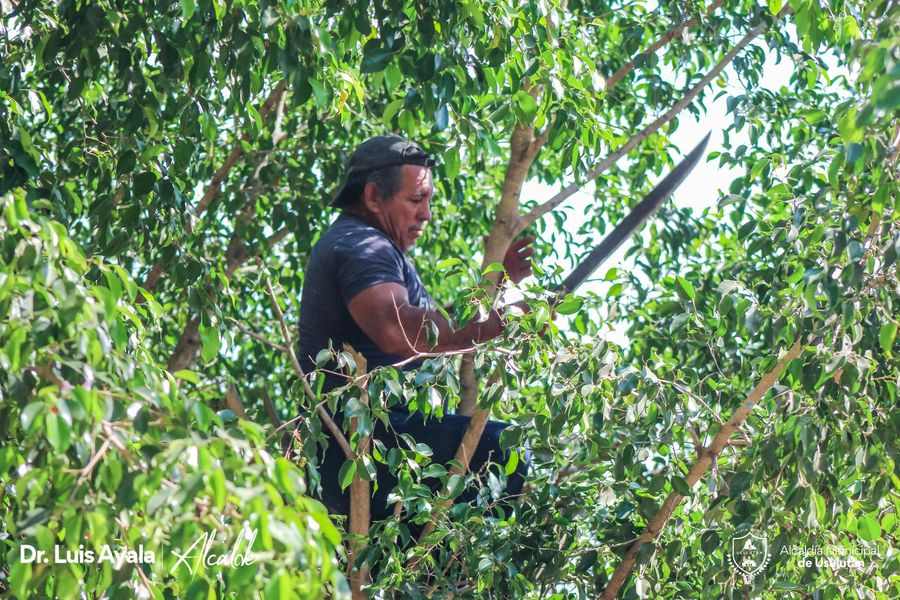 Dr. Luis Ayala Alcalde
Alcaldía Municipal
de Usulután